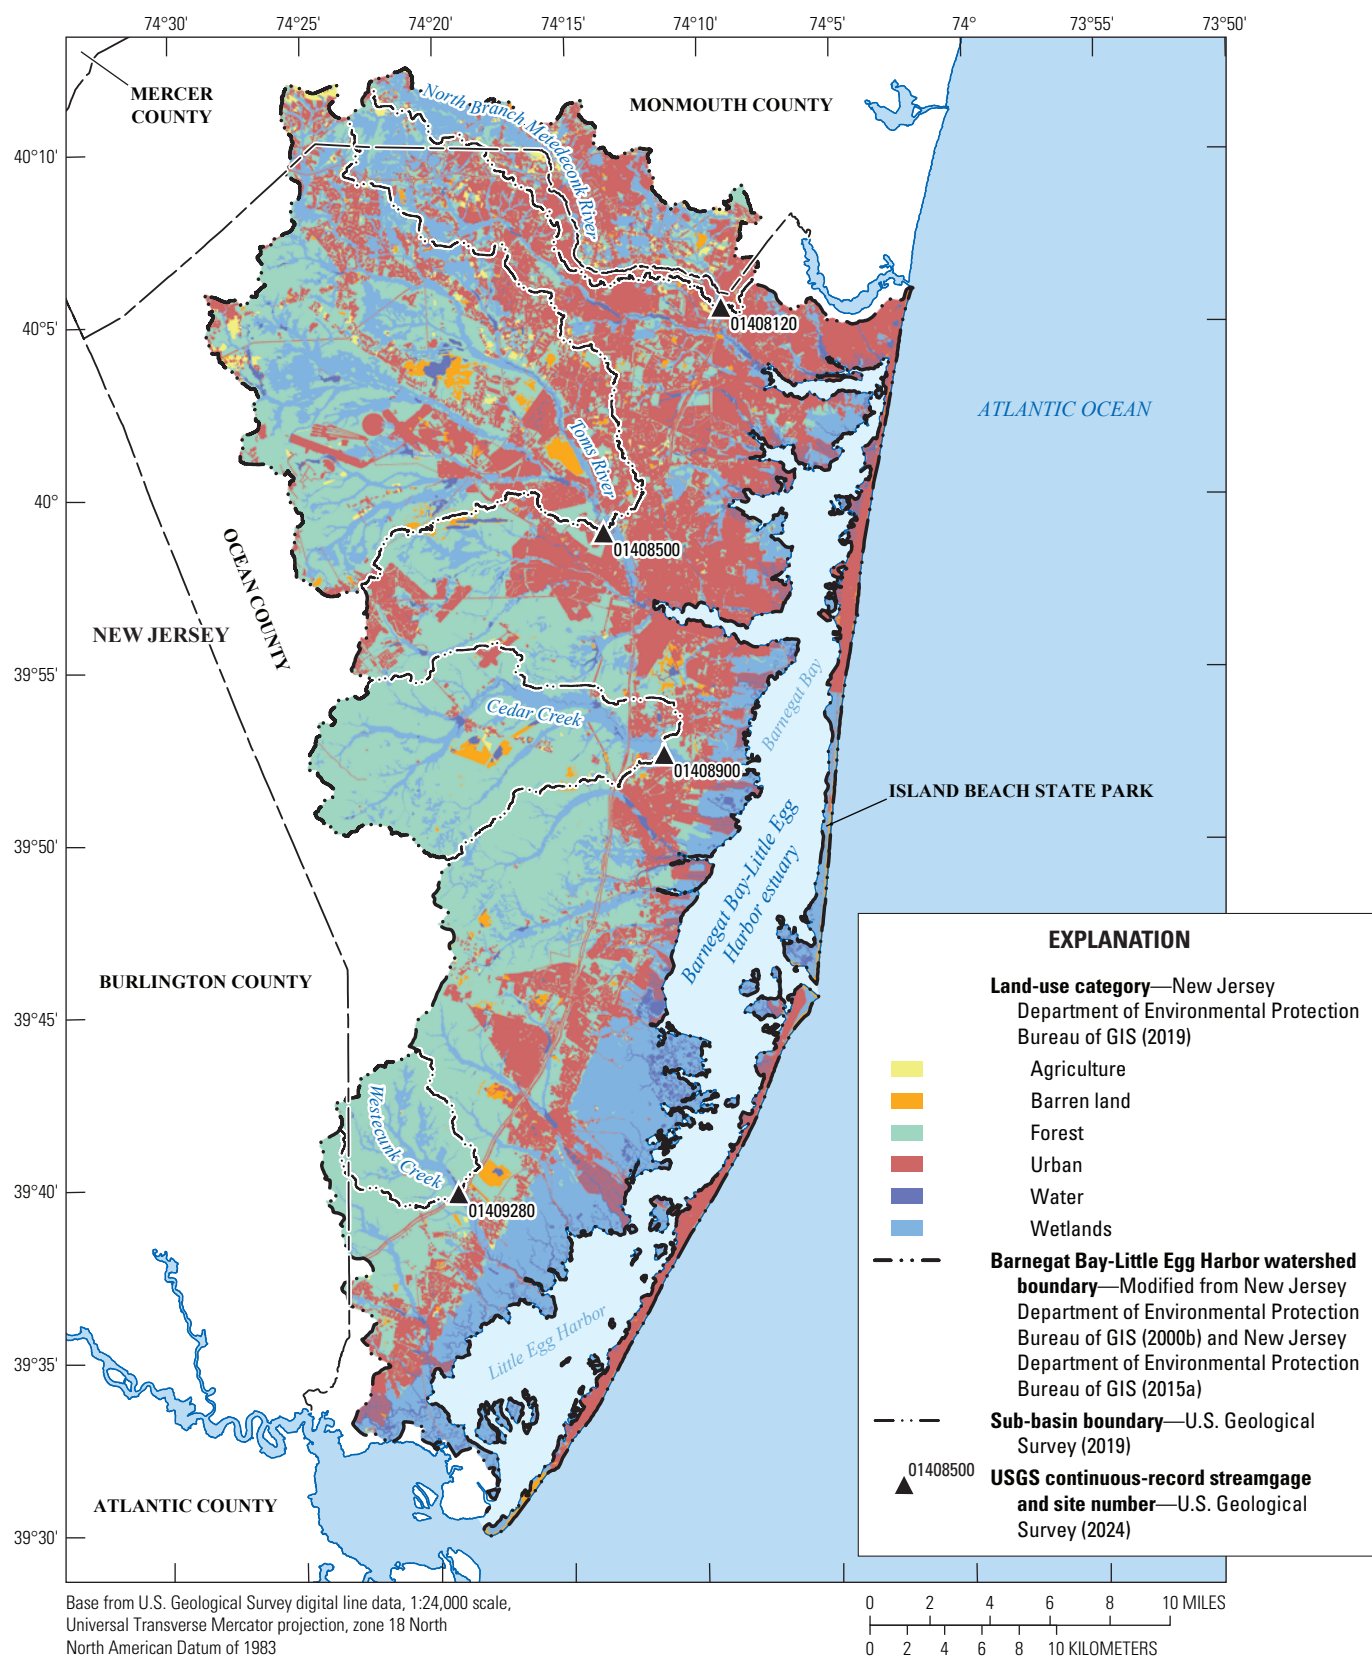 74°30' 74°25' 74°20' 74°15' 74°10' 74°5' 74° 73°55' 73°50'
MERCER
COUNTY
MONMOUTH COUNTY
North Branch Metedeconk River
40°10'
01408120
40°5'
ATLANTIC OCEAN
Toms River
40°
01408500
OCEAN COUNTY
NEW JERSEY
39°55'
Barnegat Bay
Cedar Creek
01408900
ISLAND BEACH STATE PARK
39°50'
Barnegat Bay-Little Egg
Harbor estuary
BURLINGTON COUNTY
39°45'
Westecunk Creek
39°40'
01409280
Little Egg Harbor
39°35'
ATLANTIC COUNTY
39°30'
EXPLANATION
Land-use category—New Jersey
Department of Environmental Protection
Bureau of GIS (2019)
Agriculture
Barren land
Forest
Urban
Water
Wetlands
Barnegat Bay-Little Egg Harbor watershed
boundary—Modified from New Jersey
Department of Environmental Protection
Bureau of GIS (2000b) and New Jersey
Department of Environmental Protection
Bureau of GIS (2015a)
Sub-basin boundary—U.S. Geological
Survey (2019)
01408500
USGS continuous-record streamgage
and site number—U.S. Geological
Survey (2024)
Base from U.S. Geological Survey digital line data, 1:24,000 scale,
Universal Transverse Mercator projection, zone 18 North
North American Datum of 1983
0 2 4 6 8 10 MILES
0 2 4 6 8 10 KILOMETERS